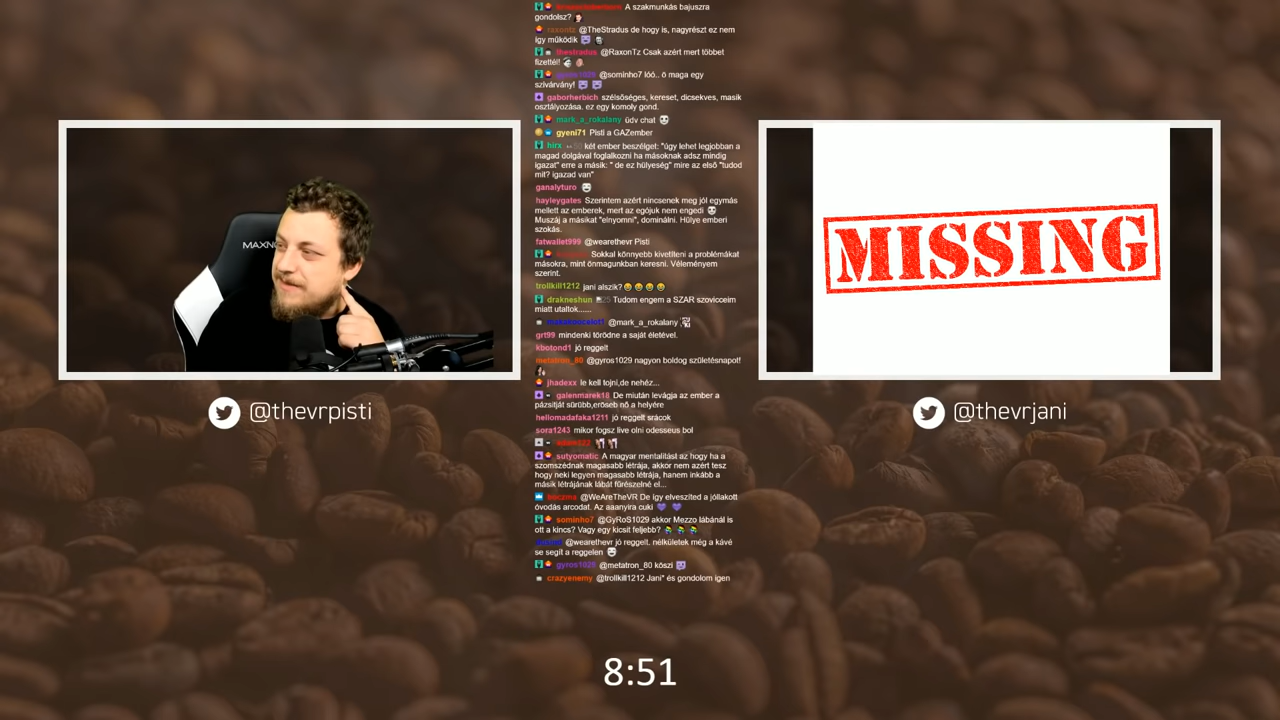 A szakmunkás bajuszra
gondolsz?
raxontz @TheStradus de hogy is, nagyrészt ez nem
így működik
thestradus @RaxonTz Csak azért mert többet
fizettél!
gyros1029 @sominho7 lóó.. ö maga egy
szivárvány!
gaborherbich szélsőséges, kereset, dicsekves, masik
osztályozása. ez egy komoly gond.
mark_a_rokalany üdv chat
gyeni71 Pisti a GAZember
hirx két ember beszélget: "úgy lehet legjobban a
magad dolgával foglalkozni ha másoknak adsz mindig
igazat" erre a másik: " de ez hülyeség" mire az első "tudod
mit? igazad van"
ganalyturo
hayleygates Szerintem azért nincsenek meg jól egymás
mellett az emberek, mert az egójuk nem engedi
Muszáj a másikat "elnyomni", dominálni. Hülye emberi
szokás.
fatwallet999 @wearethevr Pisti
Sokkal könnyebb kivetíteni a problémákat
másokra, mint önmagunkban keresni. Véleményem
szerint.
trollkill1212 jani alszik?
drakneshun Tudom engem a SZAR szovicceim
miatt utaltok......
@mark_a_rokalany
grt99 mindenki törödne a saját életével.
kbotond1 jó reggelt
metatron_80 @gyros1029 nagyon boldog születésnapot!
jhadexx le kell tojni,de nehéz...
galenmarek18 De miután levágja az ember a
pázsitját sürübb,eröseb nő a helyére
hellomadafaka1211 jó reggelt srácok
sora1243 mikor fogsz live olni odesseus bol
sutyomatic A magyar mentalitást az hogy ha a
szomszédnak magasabb létrája, akkor nem azért tesz
hogy neki legyen magasabb létrája, hanem inkább a
másik létrájának lábát fűrészelné el...
@WeAreTheVR De így elveszíted a jóllakott
óvodás arcodat. Az aaanyira cuki
sominho7 @GyRoS1029 akkor Mezzo lábánál is
ott a kincs? Vagy egy kicsit feljebb?
@wearethevr jó reggelt. nélkületek még a kávé
se segít a reggelen
gyros1029 @metatron_80 köszi
crazyenemy @trollkill1212 Jani" és gondolom igen
MAXN
MISSING
@thevrpisti
@thevrjani
8:51